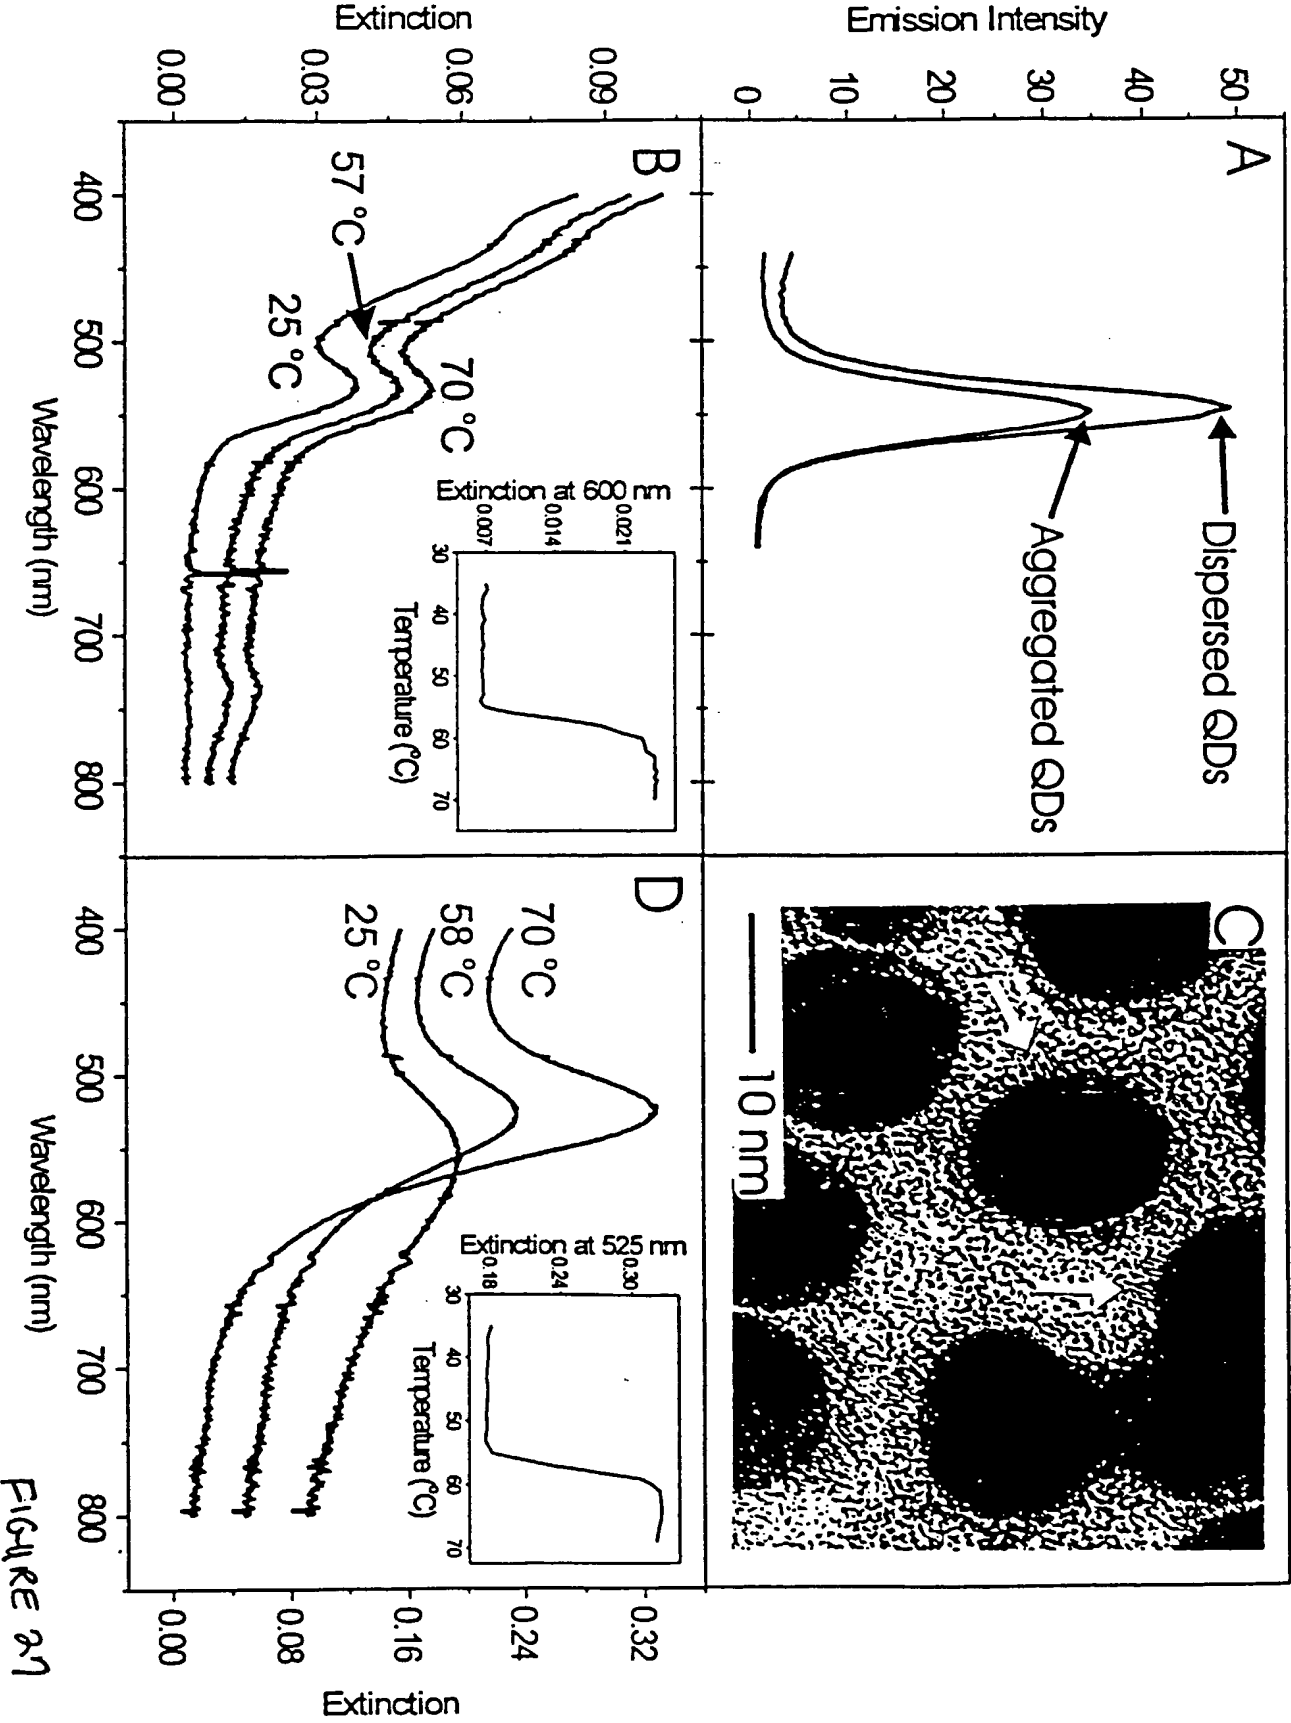 A
Emission Intensity
50
40
30
20
10
0
Dispersed QDs
Aggregated QDs
C
10 nm
B
Extinction
0.09
0.06
0.03
0.00
57 °C
25 °C
70 °C
400
500
600
700
800
Wavelength (nm)
Extinction at 600 nm
0.021
0.014
0.007
30
40
50
60
70
Temperature (°C)
D
70 °C
58 °C
25 °C
400
500
600
700
800
Wavelength (nm)
Extinction at 525 nm
0.30
0.24
0.18
30
40
50
60
70
Temperature (°C)
0.32
0.24
0.16
0.08
0.00
Extinction
FIGURE 27